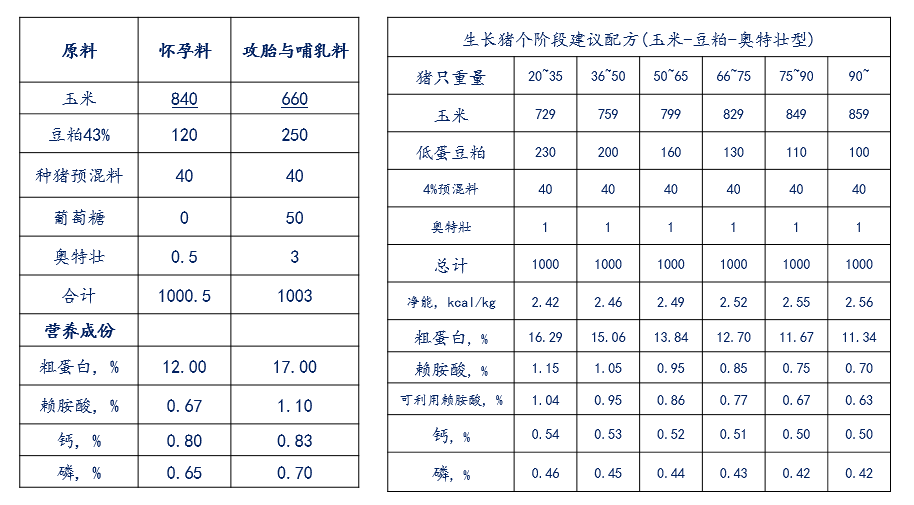 原料 怀孕料 攻胎与哺乳料
玉米 840 660
豆粕43% 120 250
种猪预混料 40 40
葡萄糖 0 50
奥特壮 0.5 3
合计 1000.5 1003
营养成份
粗蛋白, % 12.00 17.00
赖胺酸, % 0.67 1.10
钙, % 0.80 0.83
磷, % 0.65 0.70
生长猪个阶段建议配方(玉米-豆粕-奥特壮型)
猪只重量 20~35 36~50 50~65 66~75 75~90 90~
玉米 729 759 799 829 849 859
低蛋豆粕 230 200 160 130 110 100
4%预混料 40 40 40 40 40 40
奥特壮 1 1 1 1 1 1
总计 1000 1000 1000 1000 1000 1000
净能, kcal/kg 2.42 2.46 2.49 2.52 2.55 2.56
粗蛋白, % 16.29 15.06 13.84 12.70 11.67 11.34
赖胺酸, % 1.15 1.05 0.95 0.85 0.75 0.70
可利用赖胺酸, % 1.04 0.95 0.86 0.77 0.67 0.63
钙, % 0.54 0.53 0.52 0.51 0.50 0.50
磷, % 0.46 0.45 0.44 0.43 0.42 0.42